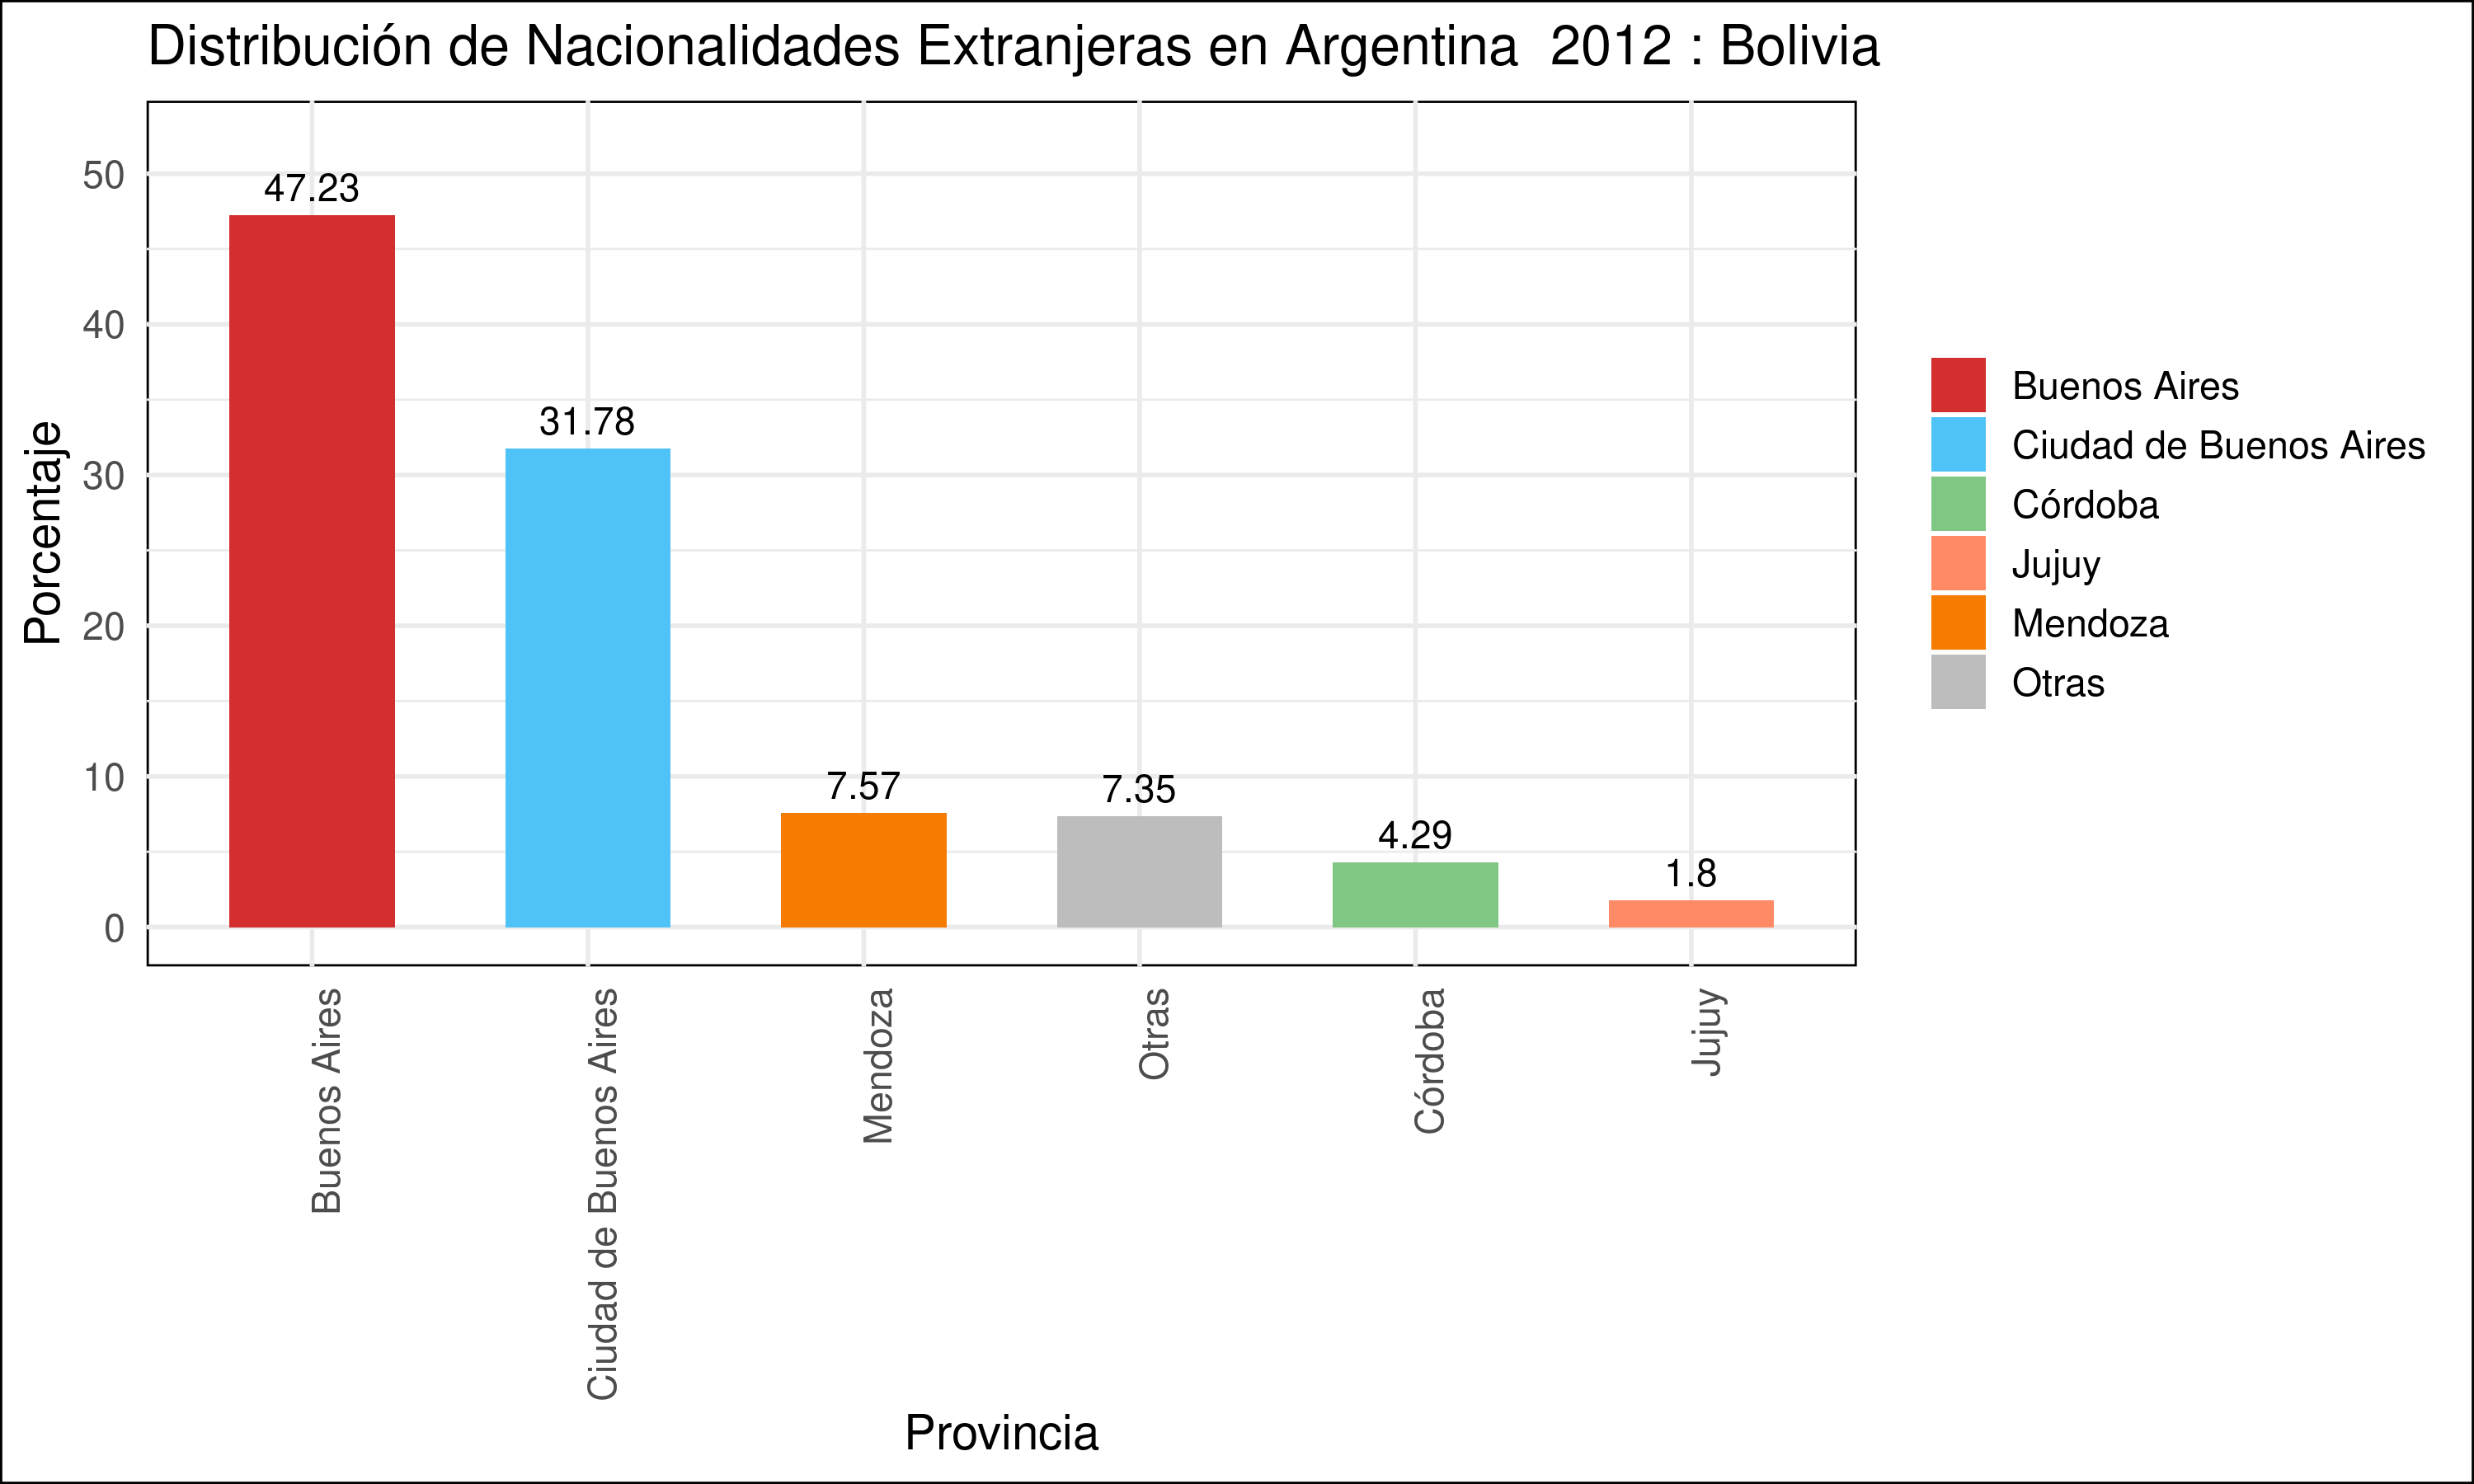 Distribución de Nacionalidades Extranjeras en Argentina  2012 : Bolivia
Porcentaje
50
40
30
20
10
0
47.23
31.78
7.57
7.35
4.29
1.8
Buenos Aires
Ciudad de Buenos Aires
Mendoza
Otras
Córdoba
Jujuy
Provincia
Buenos Aires
Ciudad de Buenos Aires
Córdoba
Jujuy
Mendoza
Otras